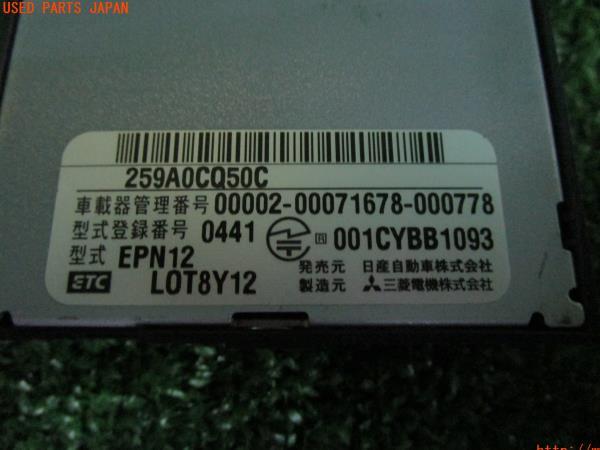 USED PARTS JAPAN
259A0CQ50C
車載器管理番号 00002-00071678-000778
型式登録番号 0441 R 001CYBB1093
型式 EPN12
発売元 日産自動車株式会社
ETC LOT8Y12 製造元 三菱電機株式会社
http://m